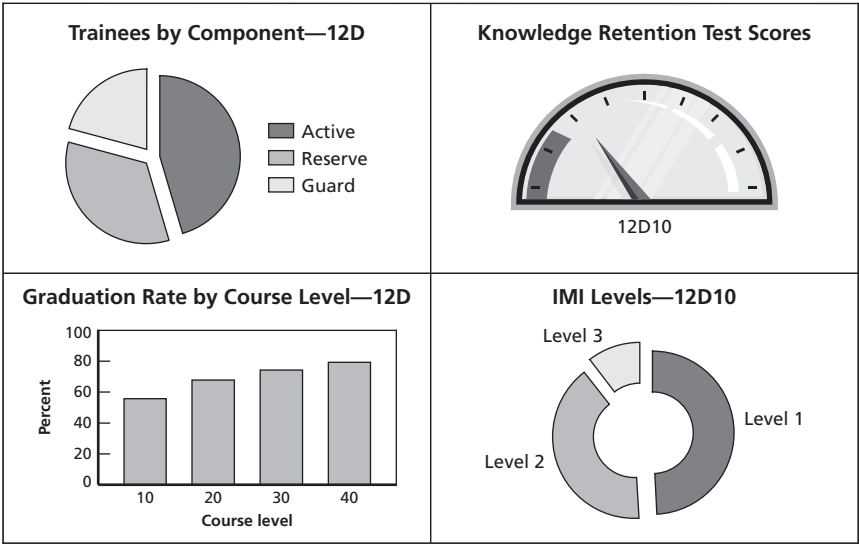 Trainees by Component—12D
Active
Reserve
Guard
Knowledge Retention Test Scores
12D10
Graduation Rate by Course Level—12D
Percent
100
80
60
40
20
0
10 20 30 40
Course level
IMI Levels—12D10
Level 3
Level 1
Level 2